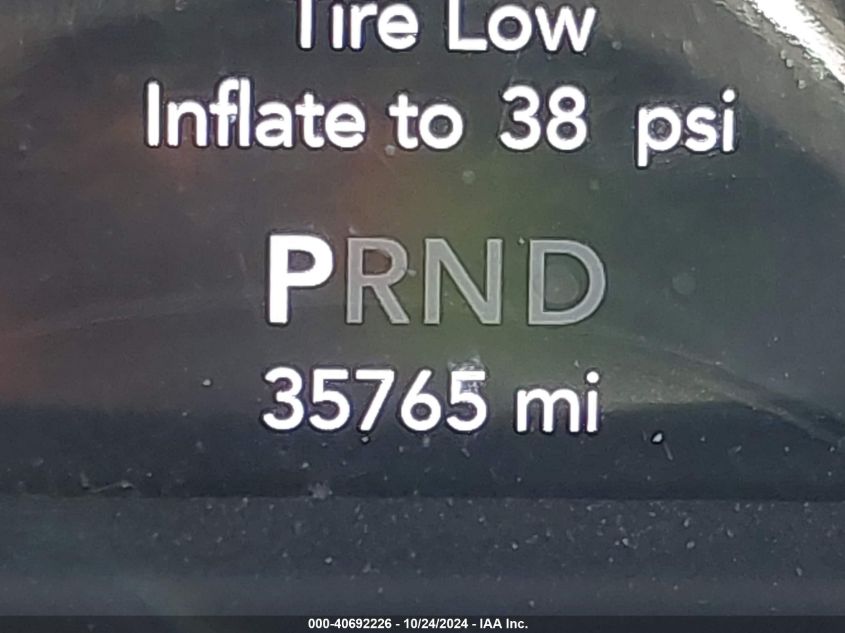 Tire Low
Inflate to 38 psi
PRND
35765 mi
000-40692226 - 10/24/2024 - IAA Inc.